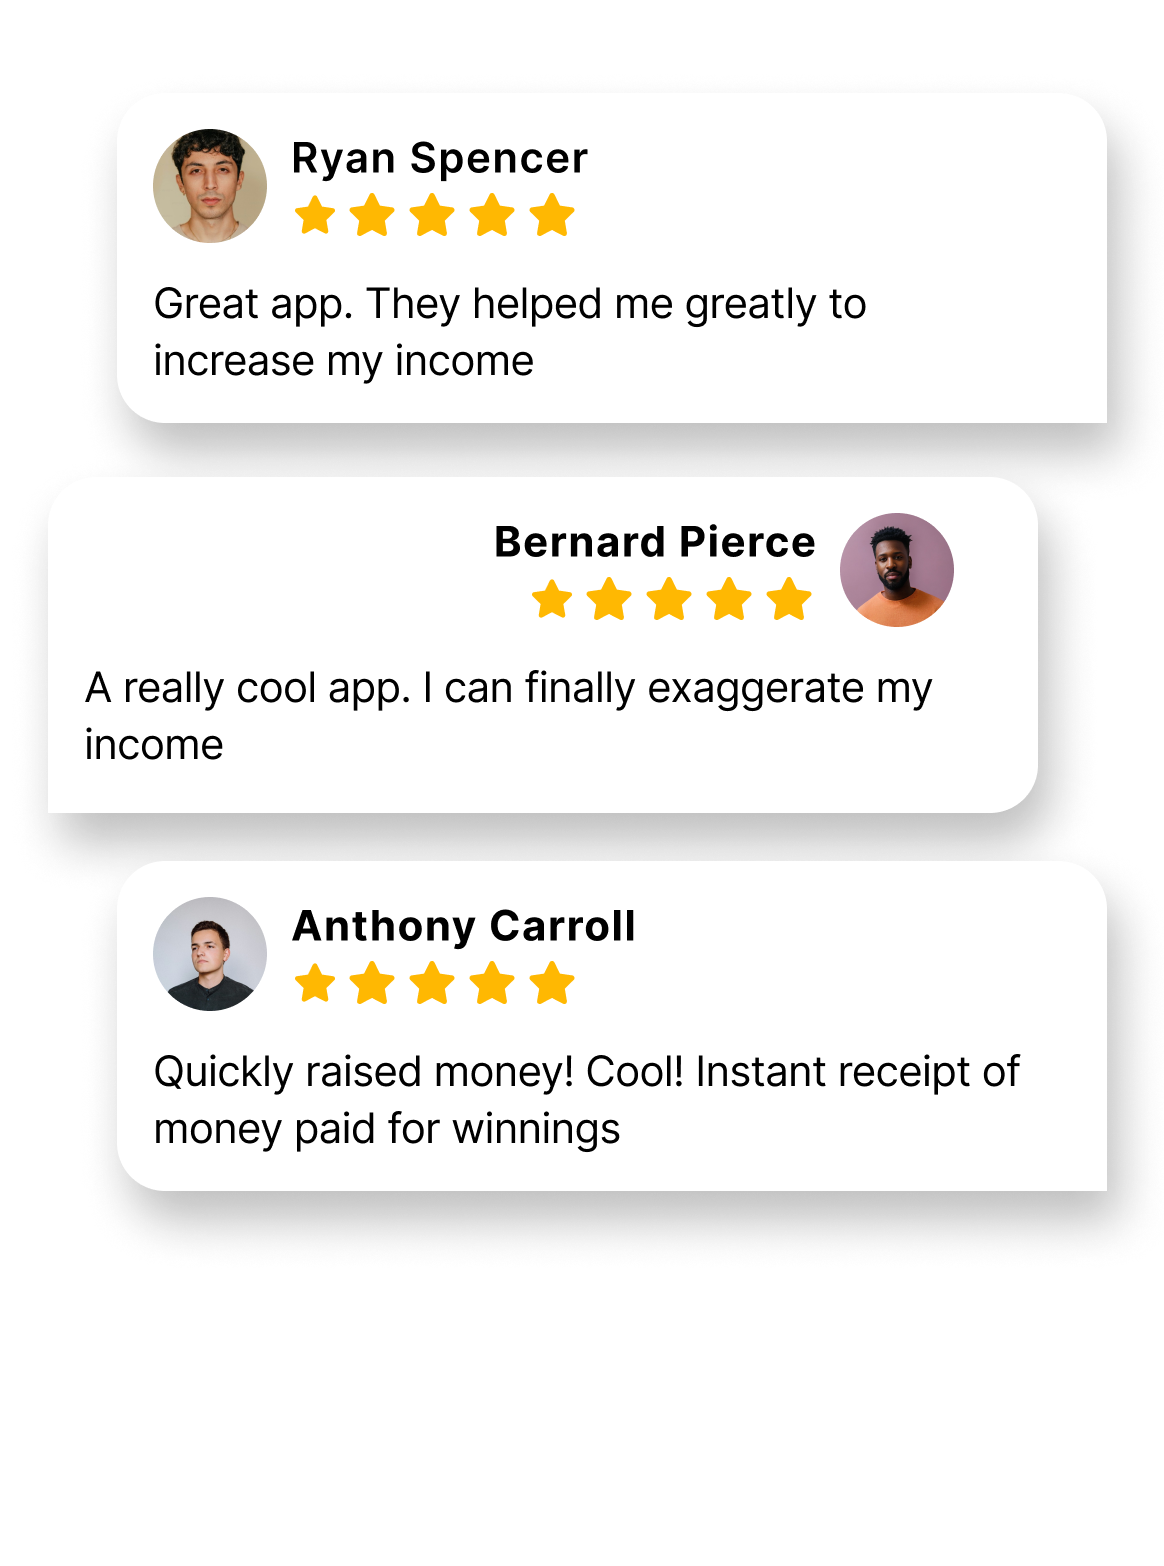 Ryan Spencer
Great app. They helped me greatly to
increase my income
Bernard Pierce
A really cool app. I can finally exaggerate my
income
Anthony Carroll
Quickly raised money! Cool! Instant receipt of
money paid for winnings